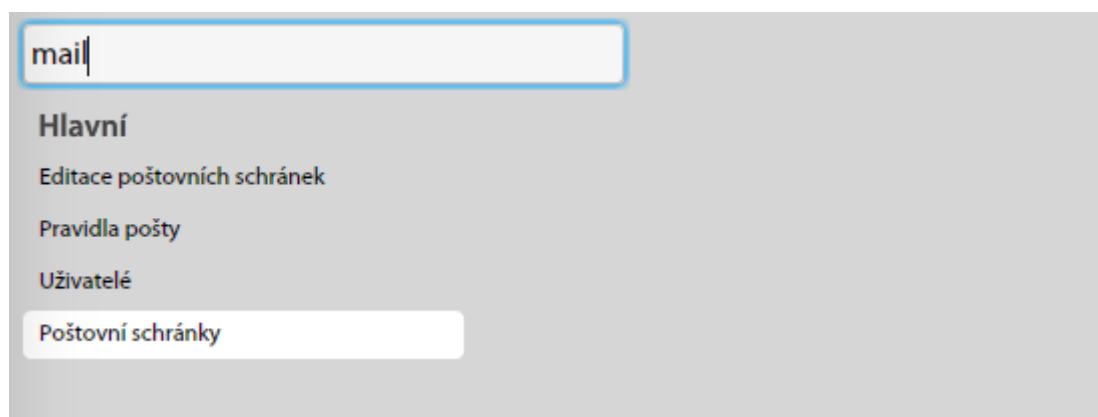 mail
Hlavní
Editace poštovních schránek
Pravidla pošty
Uživatelé
Poštovní schránky